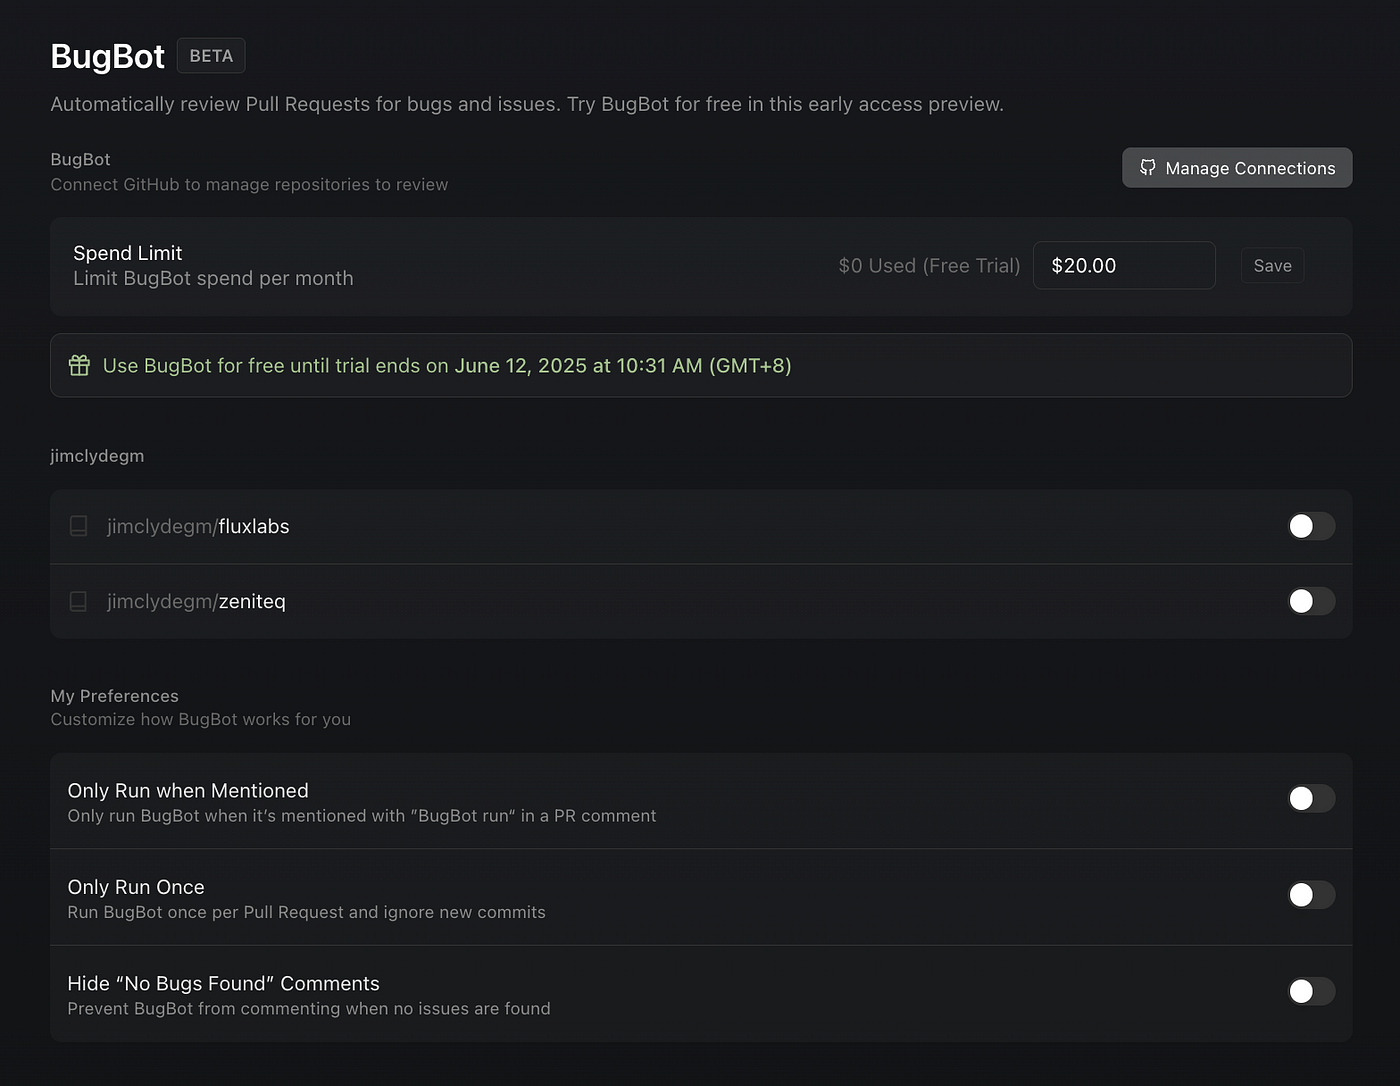 BugBot BETA
Automatically review Pull Requests for bugs and issues. Try BugBot for free in this early access preview.
BugBot
Connect GitHub to manage repositories to review
Manage Connections
Spend Limit
Limit BugBot spend per month
$0 Used (Free Trial) $20.00 Save
Use BugBot for free until trial ends on June 12, 2025 at 10:31 AM (GMT+8)
jimclydegm
jimclydegm/fluxlabs
jimclydegm/zeniteq
My Preferences
Customize how BugBot works for you
Only Run when Mentioned
Only run BugBot when it’s mentioned with ”BugBot run“ in a PR comment
Only Run Once
Run BugBot once per Pull Request and ignore new commits
Hide “No Bugs Found” Comments
Prevent BugBot from commenting when no issues are found